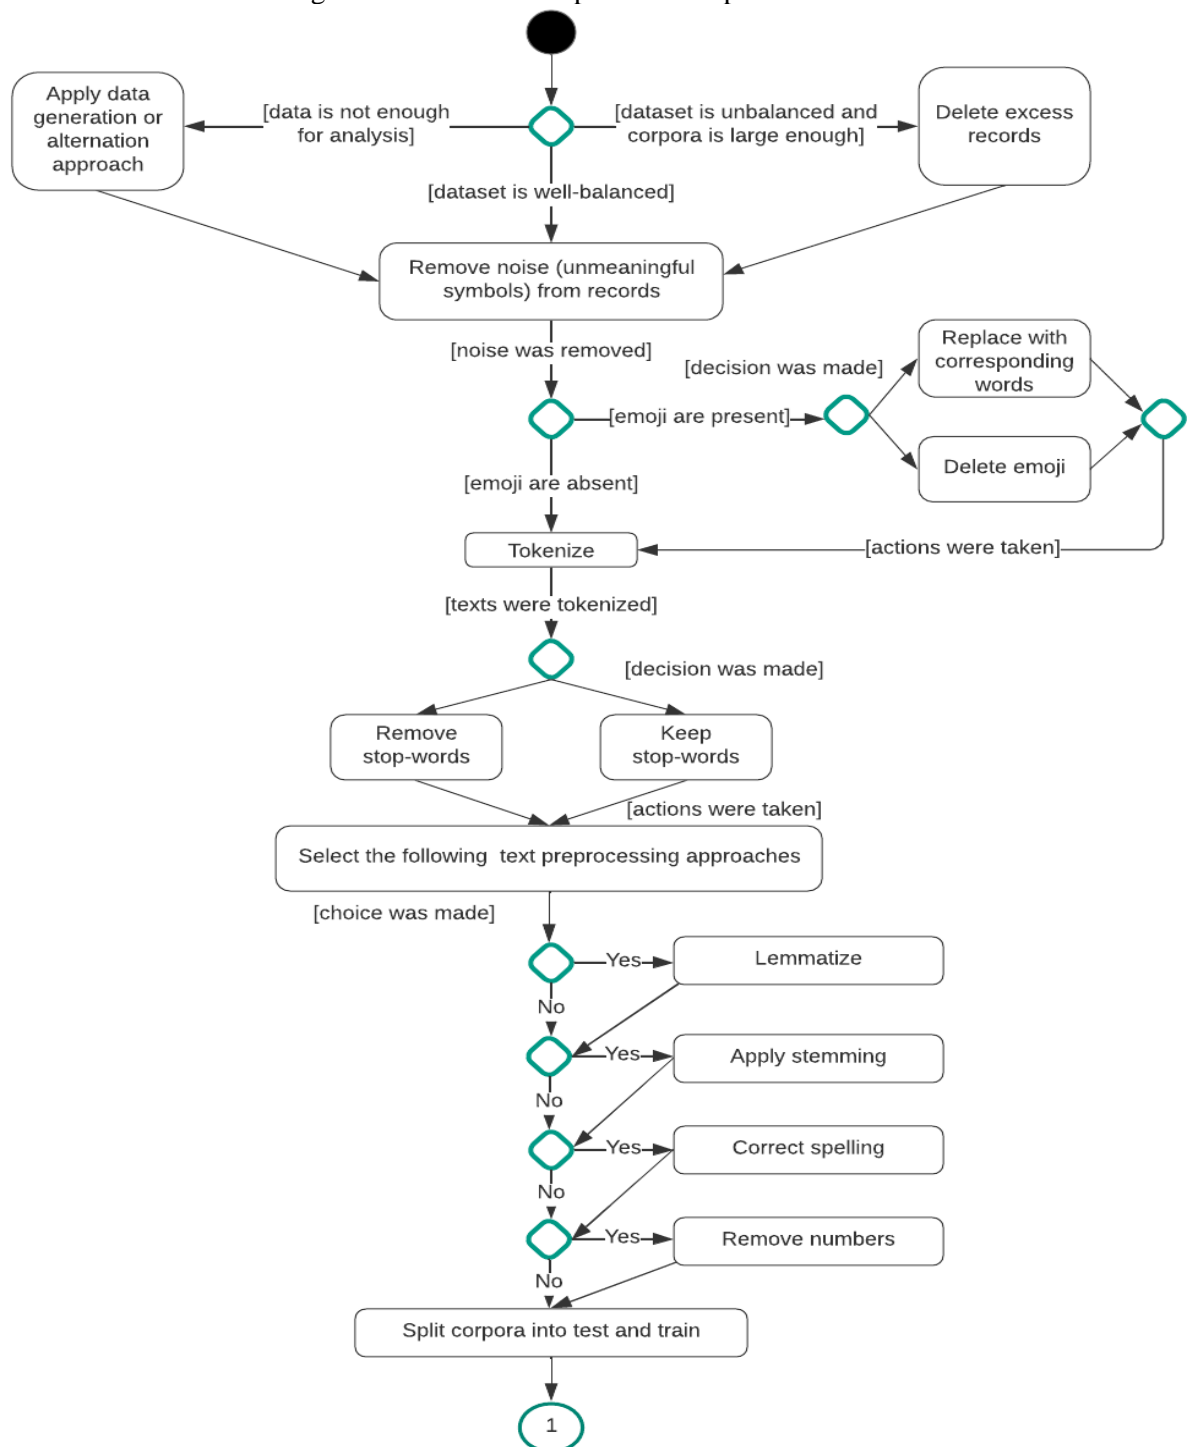 Apply data
generation or
alternation
approach
[data is not enough
for analysis]
[dataset is unbalanced and
corpora is large enough]
Delete excess
records
[dataset is well-balanced]
Remove noise (unmeaningful
symbols) from records
[noise was removed]
[decision was made]
Replace with
corresponding
words
[emoji are present]
Delete emoji
[emoji are absent]
Tokenize
[actions were taken]
[texts were tokenized]
[decision was made]
Remove
stop-words
Keep
stop-words
[actions were taken]
Select the following  text preprocessing approaches
[choice was made]
Yes
Lemmatize
No
Yes
Apply stemming
No
Yes
Correct spelling
No
Yes
Remove numbers
No
Split corpora into test and train
1